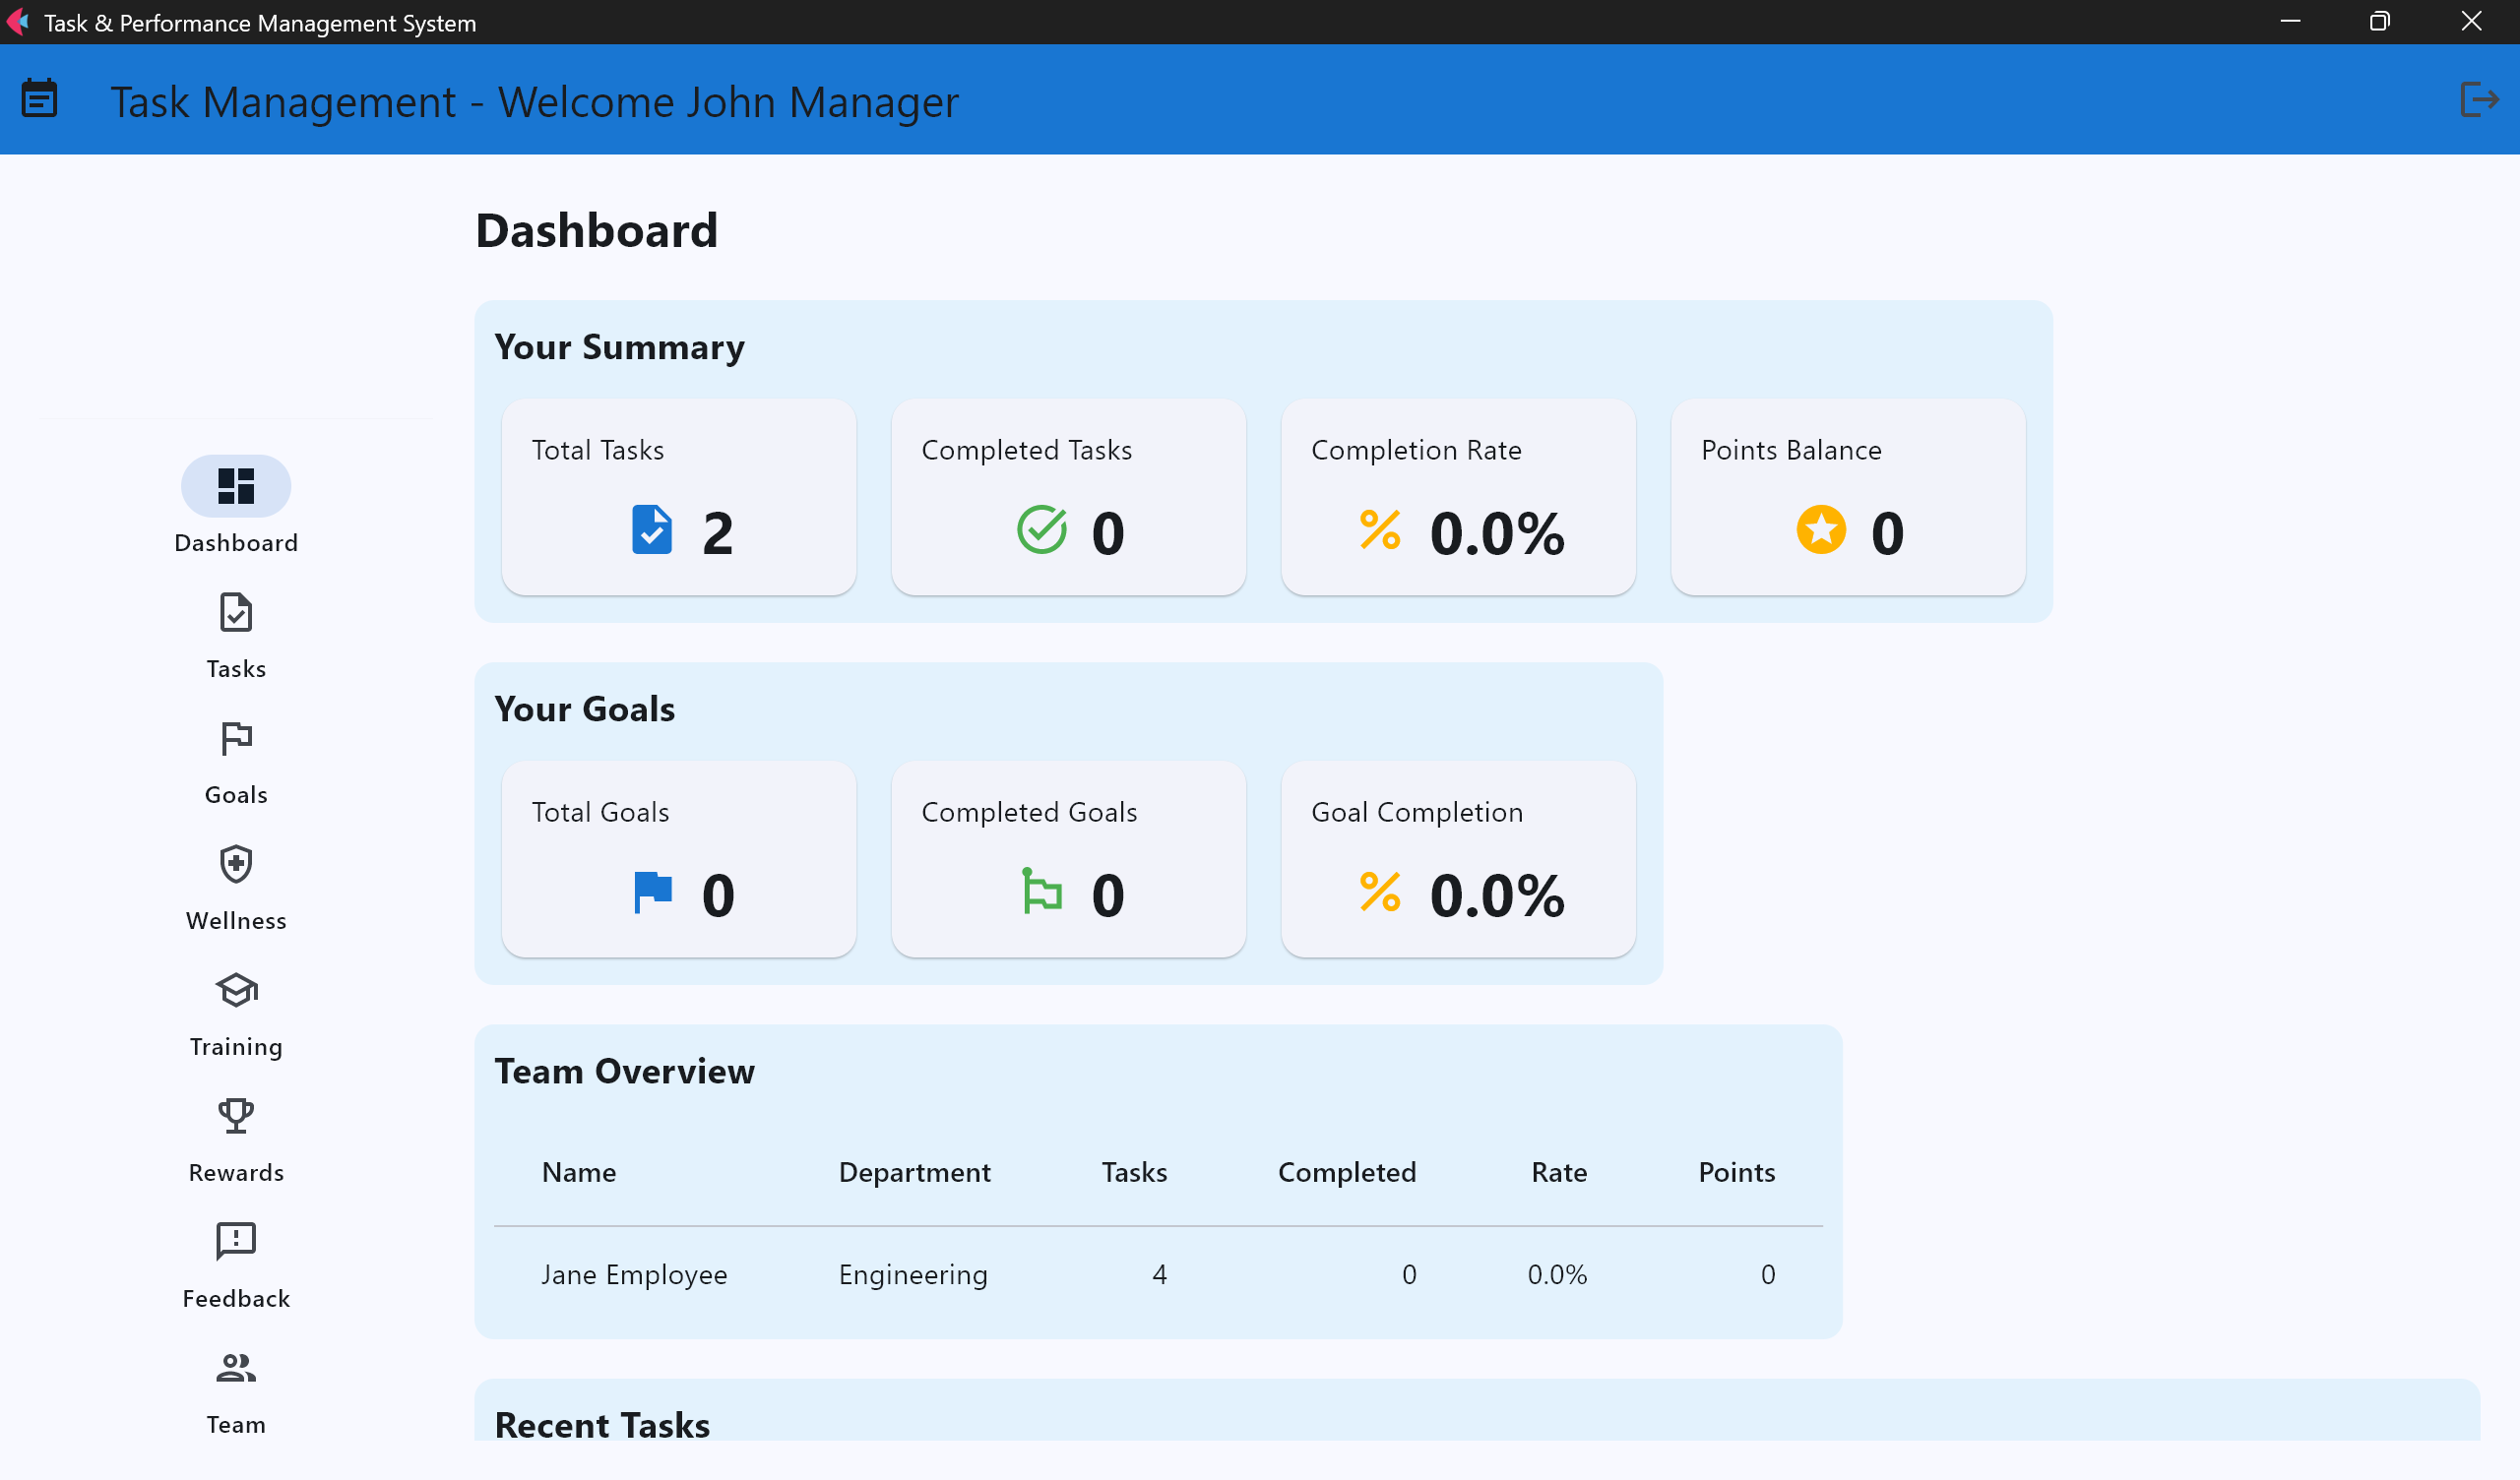 Task & Performance Management System
Task Management - Welcome John Manager
Dashboard
Tasks
Goals
Wellness
Training
Rewards
Feedback
Team
Dashboard
Your Summary
Total Tasks
2
Completed Tasks
0
Completion Rate
0.0%
Points Balance
0
Your Goals
Total Goals
0
Completed Goals
0
Goal Completion
0.0%
Team Overview
Name Department Tasks Completed Rate Points
Jane Employee Engineering 4 0 0.0% 0
Recent Tasks